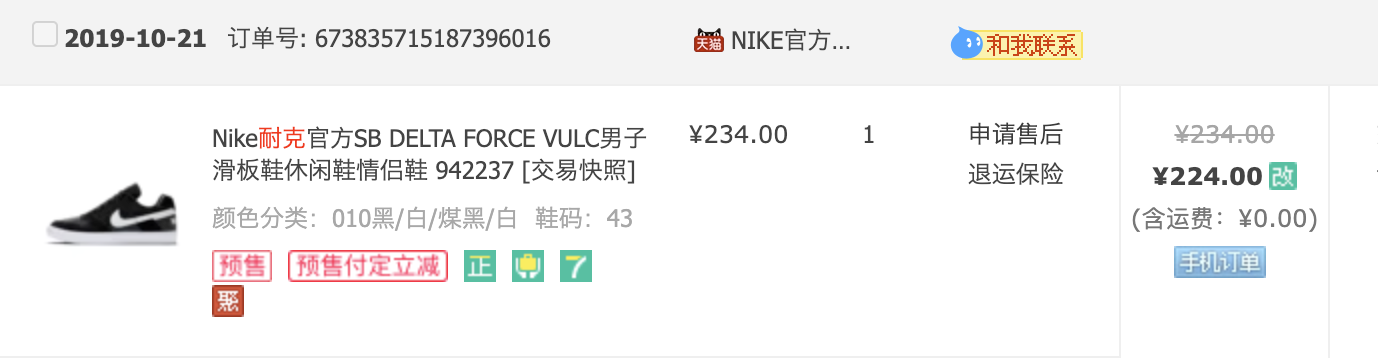 2019-10-21 订单号: 673835715187396016 天猫 NIKE官方... 和我联系
Nike耐克官方SB DELTA FORCE VULC男子 ¥234.00 1 申请售后 ¥234.00
滑板鞋休闲鞋情侣鞋 942237 [交易快照] 退运保险 ¥224.00 改
颜色分类：010黑/白/煤黑/白 鞋码：43 (含运费：¥0.00)
预售 预售付定立减 正 7 手机订单
聚